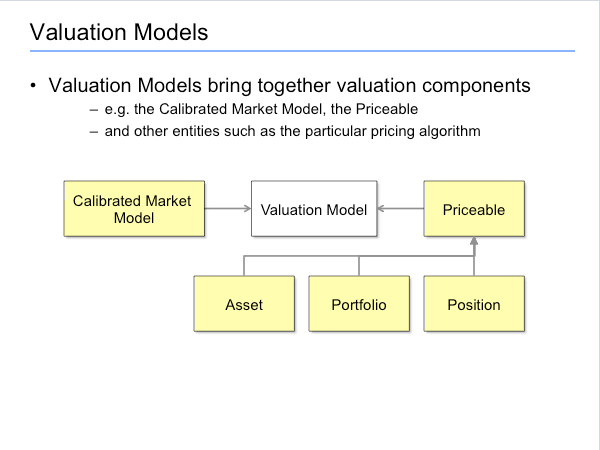 Valuation Models
• Valuation Models bring together valuation components
– e.g. the Calibrated Market Model, the Priceable
– and other entities such as the particular pricing algorithm
Calibrated Market
Model
Valuation Model
Priceable
Asset
Portfolio
Position